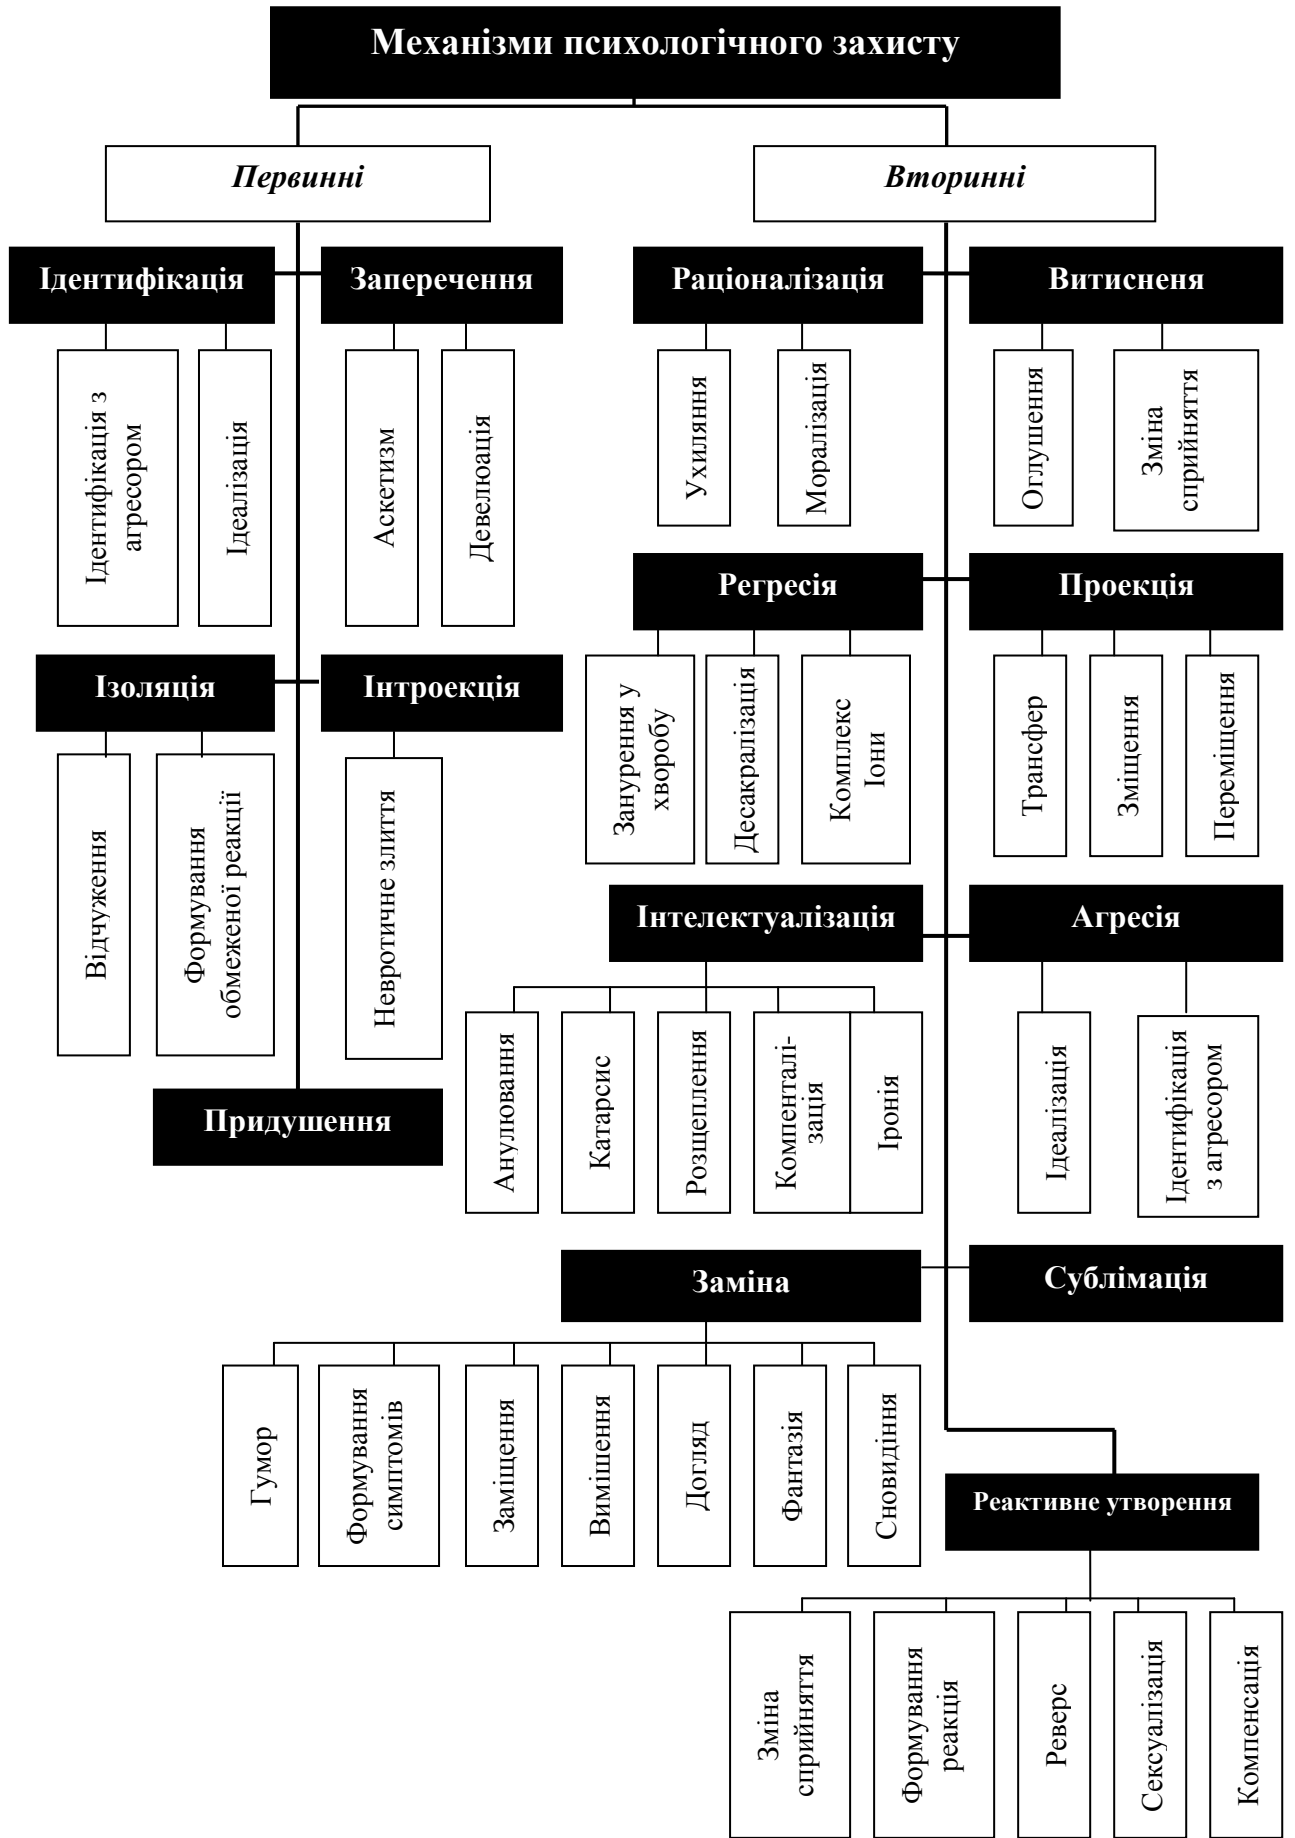 Механізми психологічного захисту
Первинні
Вторинні
Ідентифікація
Заперечення
Раціоналізація
Витисненя
Ідентифікація з
агресором
Ідеалізація
Аскетизм
Девелюація
Ухиляння
Моралізація
Оглушення
Зміна
сприйняття
Регресія
Проекція
Ізоляція
Інтроекція
Занурення у
хворобу
Десакралізація
Комплекс
Іони
Трансфер
Зміщення
Переміщення
Відчуження
Формування
обмеженої реакції
Невротичне злиття
Інтелектуалізація
Агресія
Придушення
Анулювання
Катарсис
Розщеплення
Компенталі-
зація
Іронія
Ідеалізація
Ідентифікація
з агресором
Заміна
Сублімація
Гумор
Формування
симптомів
Заміщення
Вимішення
Догляд
Фантазія
Сновидіння
Реактивне утворення
Зміна
сприйняття
Формування
реакція
Реверс
Сексуалізація
Компенсація